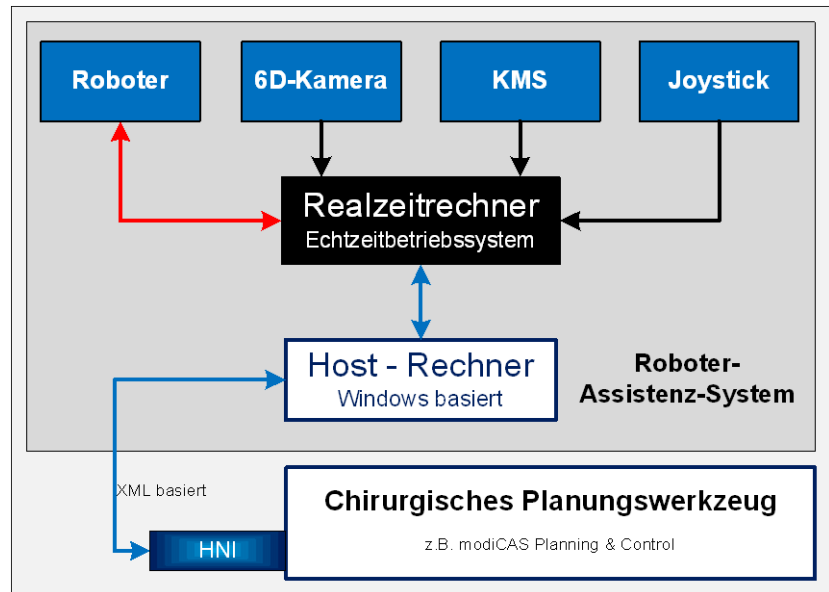 Roboter
6D-Kamera
KMS
Joystick
Realzeitrechner
Echtzeitbetriebssystem
Host - Rechner
Windows basiert
Roboter-
Assistenz-System
XML basiert
Chirurgisches Planungswerkzeug
z.B. modiCAS Planning & Control
HNI